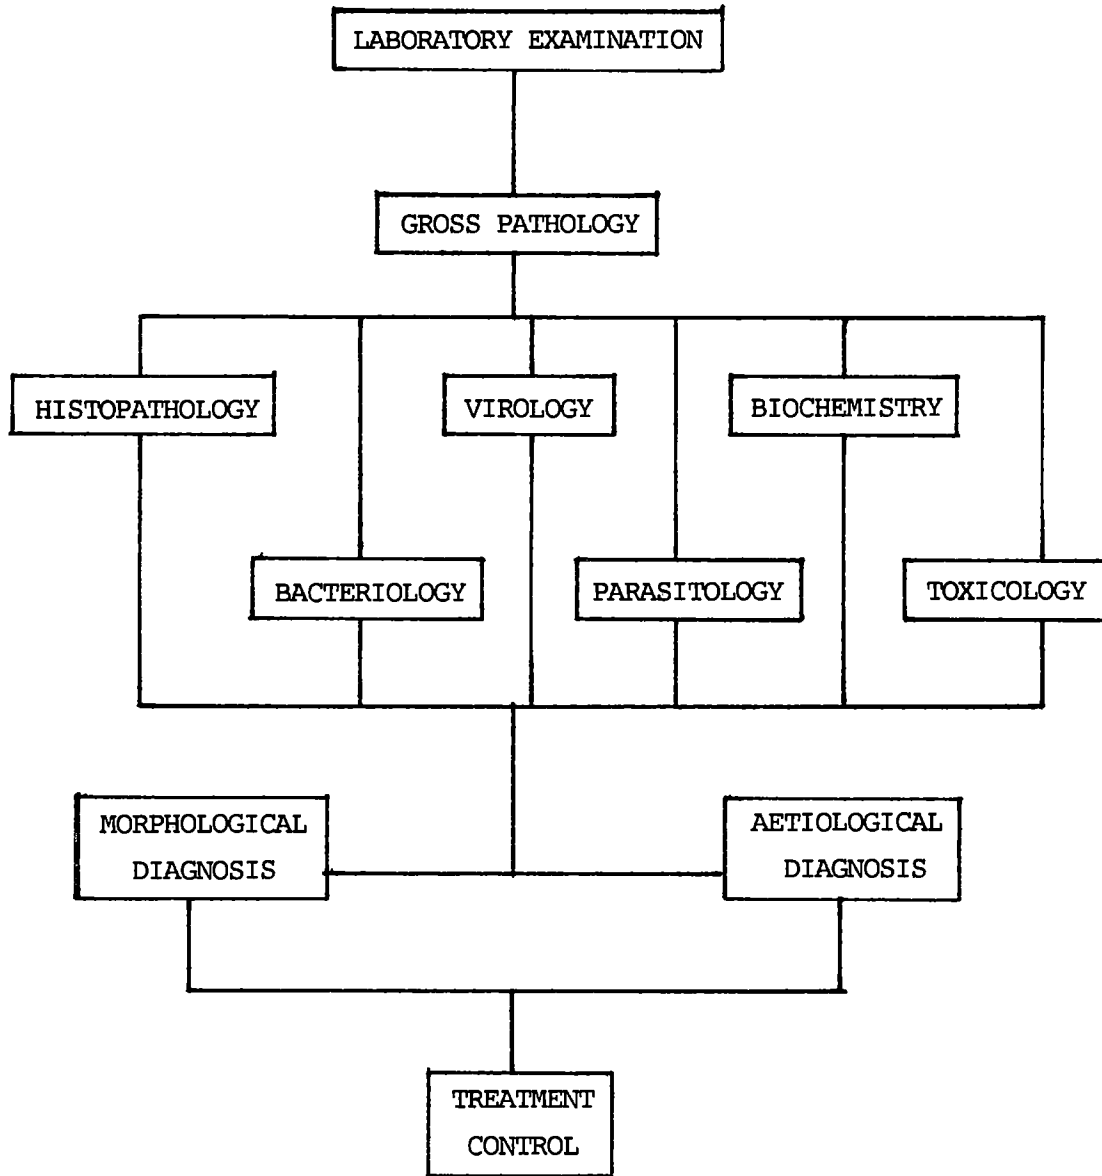 LABORATORY EXAMINATION
GROSS PATHOLOGY
HISTOPATHOLOGY
VIROLOGY
BIOCHEMISTRY
BACTERIOLOGY
PARASITOLOGY
TOXICOLOGY
MORPHOLOGICAL
DIAGNOSIS
AETIOLOGICAL
DIAGNOSIS
TREATMENT
CONTROL